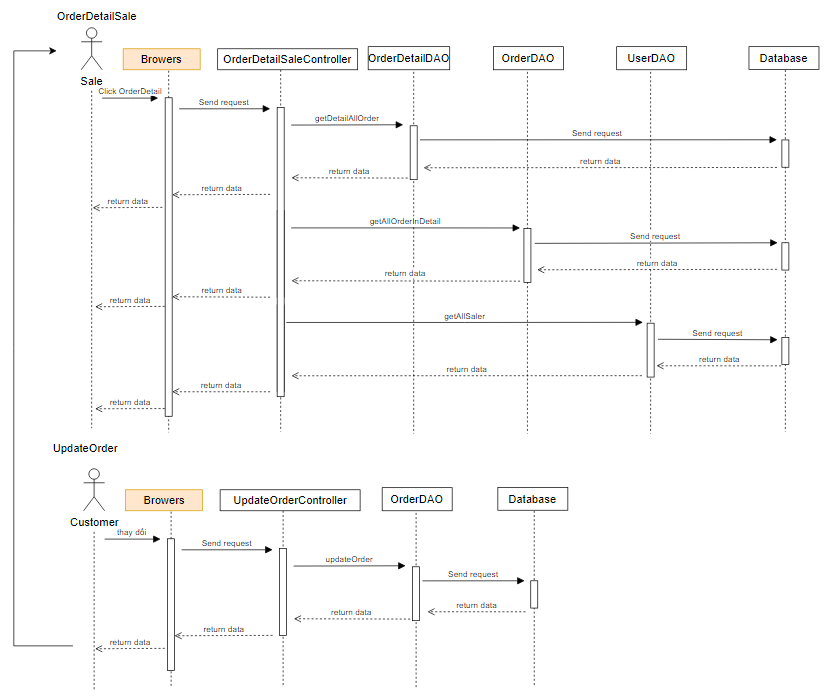 OrderDetailSale
Browers
OrderDetailSaleController
OrderDetailDAO
OrderDAO
UserDAO
Database
Sale
Click OrderDetail
Send request
getDetailAllOrder
Send request
return data
return data
return data
return data
getAllOrderInDetail
Send request
return data
return data
return data
return data
getAllSaler
Send request
return data
return data
return data
return data
UpdateOrder
Browers
UpdateOrderController
OrderDAO
Database
Customer
thay đổi
Send request
updateOrder
Send request
return data
return data
return data
return data